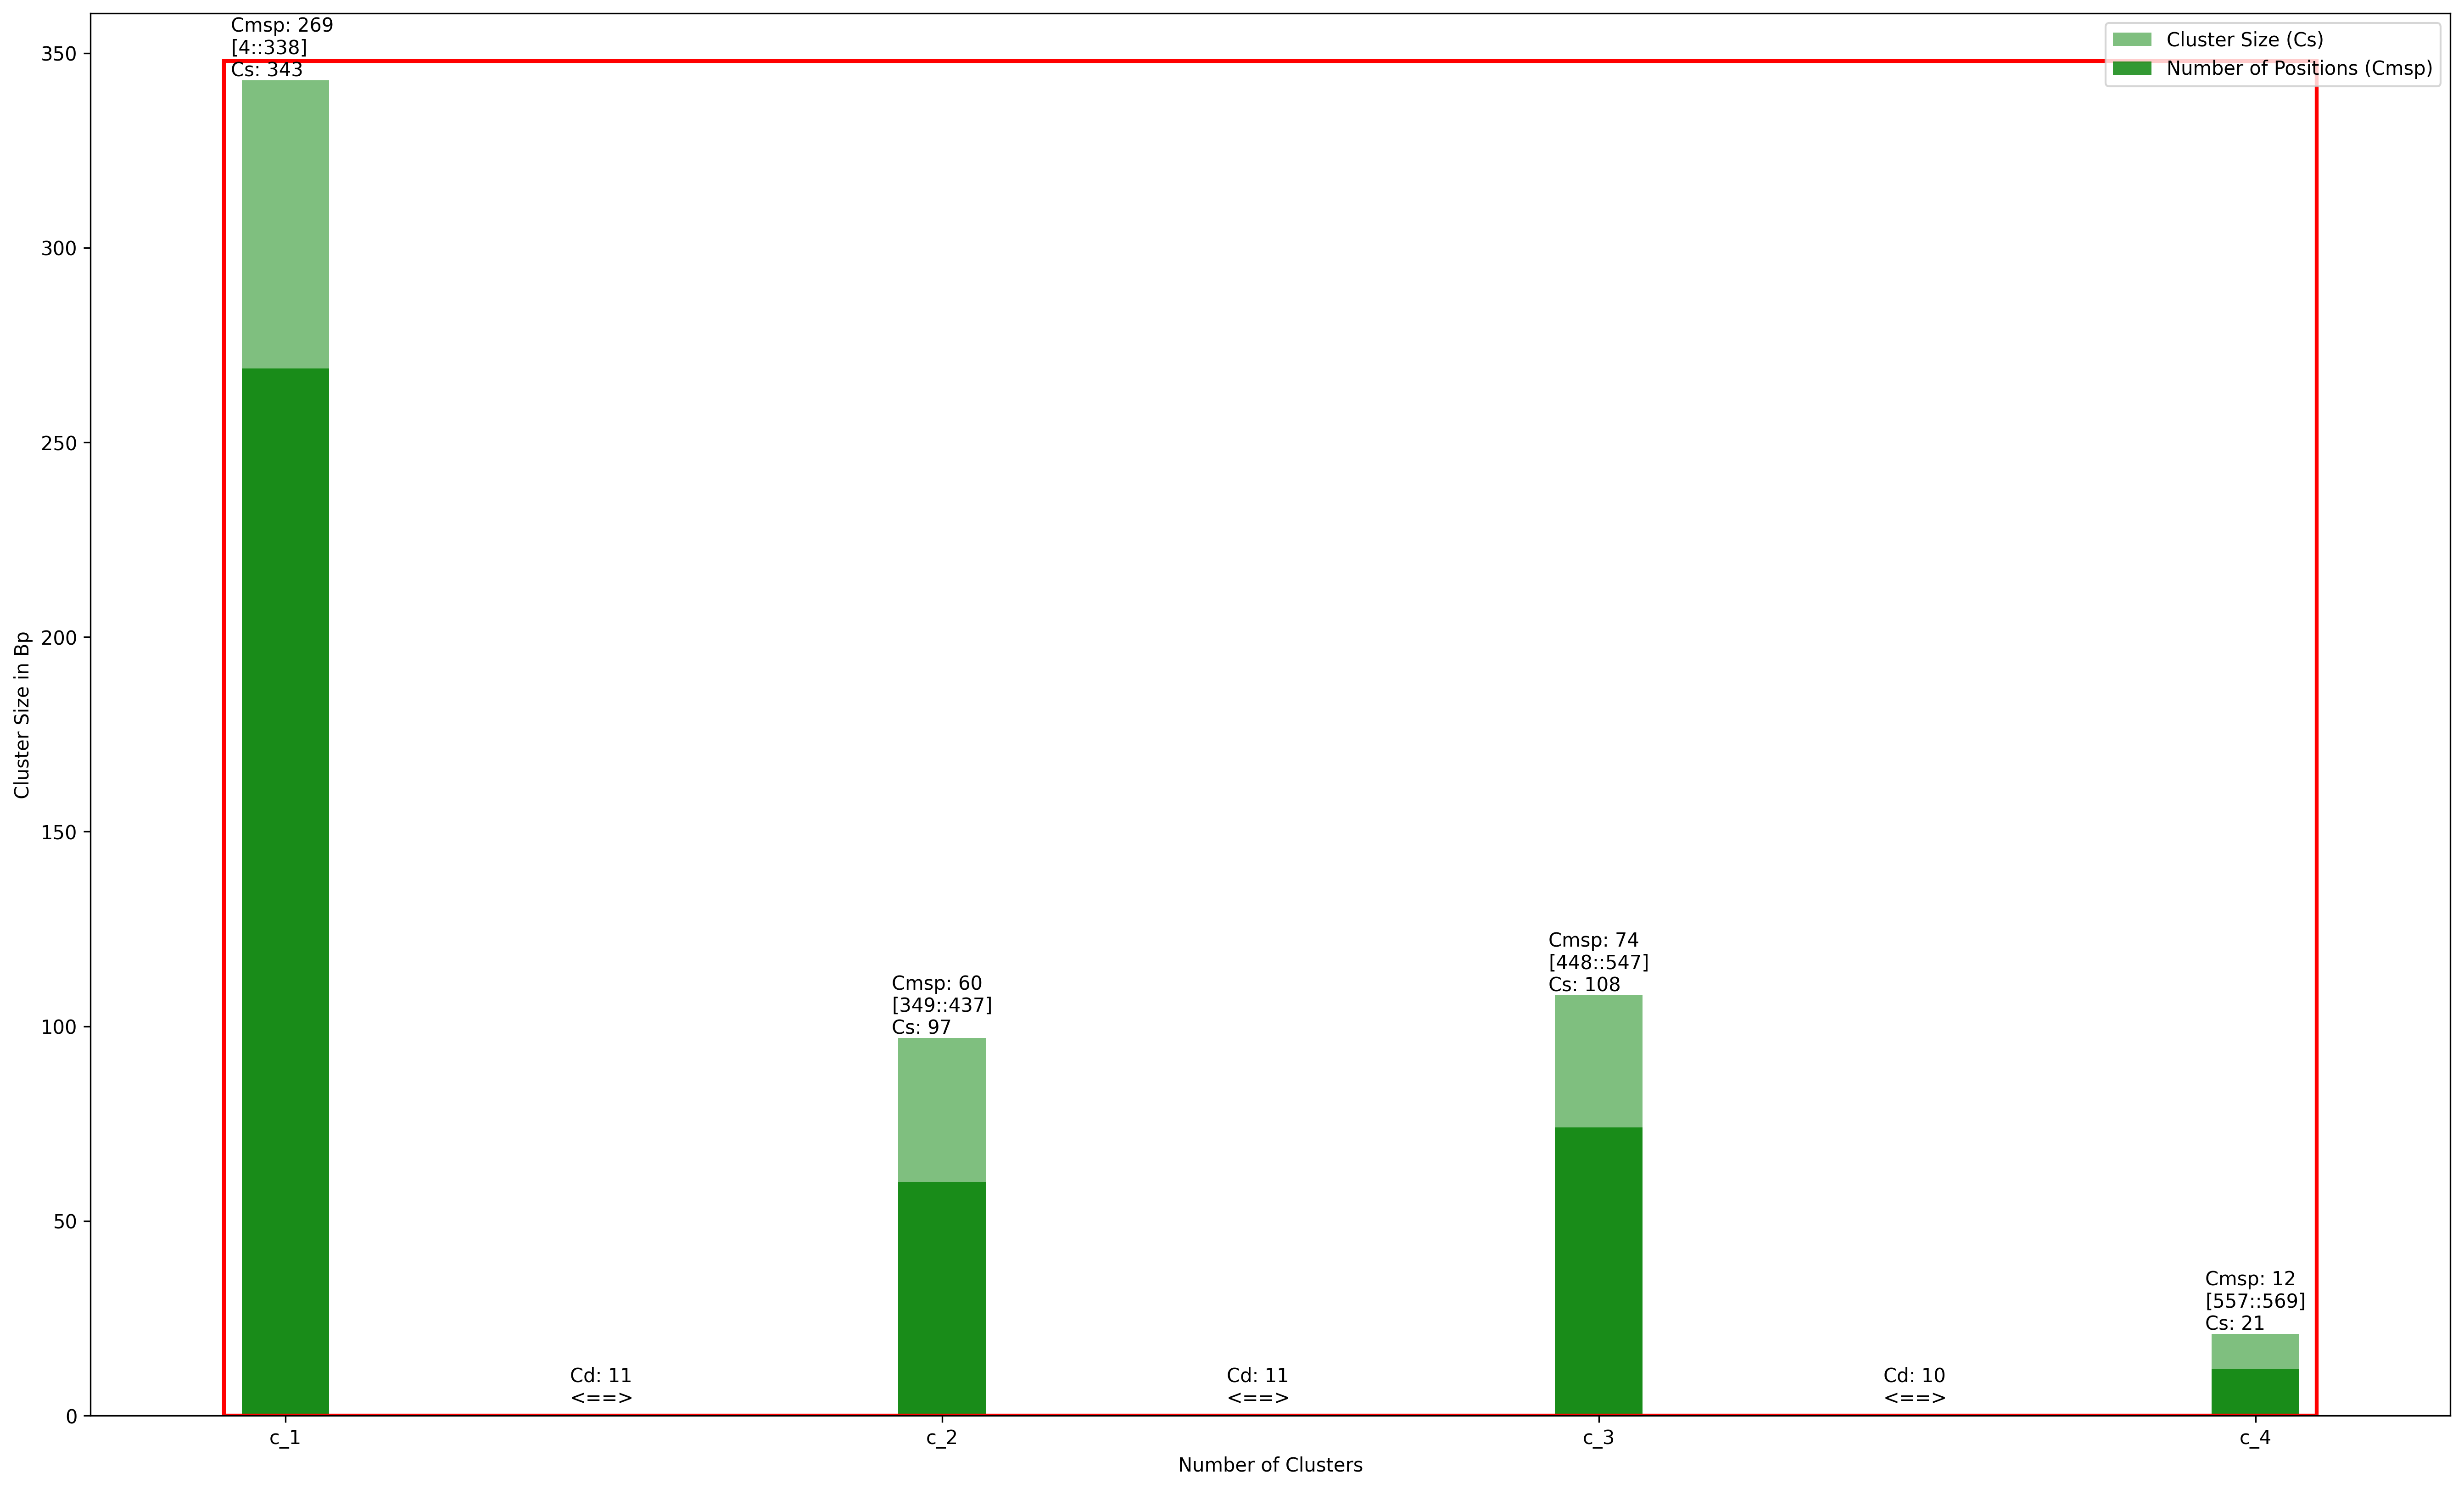 Cmsp: 269
[4::338]
Cs: 343
Cluster Size (Cs)
Number of Positions (Cmsp)
350
300
250
200
150
100
50
0
Cluster Size in Bp
Cmsp: 60
[349::437]
Cs: 97
Cmsp: 74
[448::547]
Cs: 108
Cmsp: 12
[557::569]
Cs: 21
Cd: 11
<==>
Cd: 11
<==>
Cd: 10
<==>
c_1
c_2
c_3
c_4
Number of Clusters